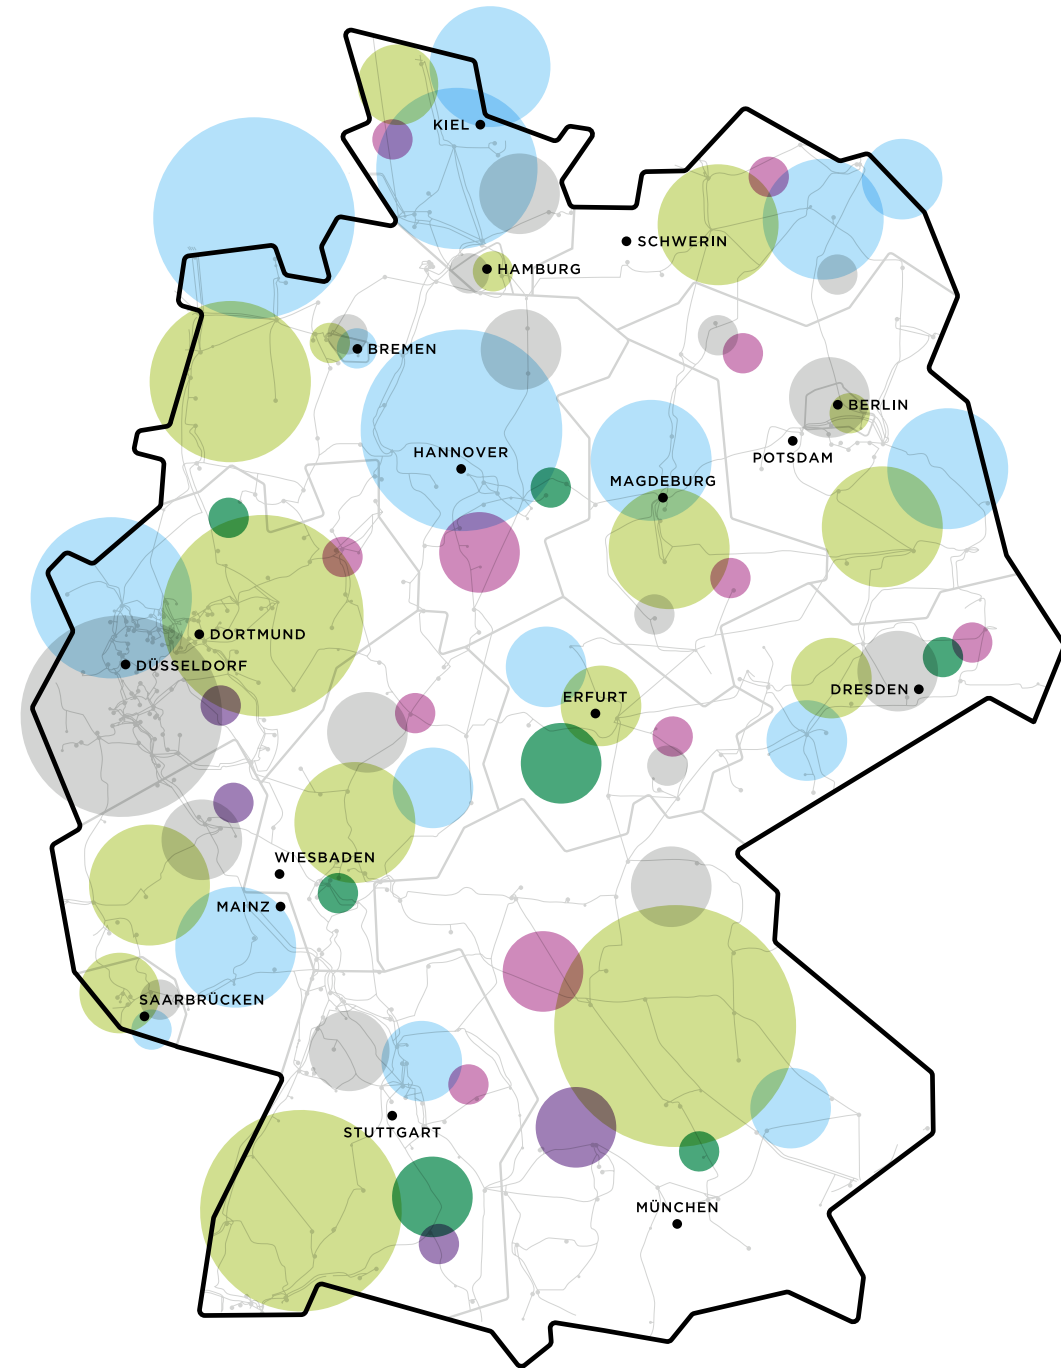 KIEL
SCHWERIN
HAMBURG
BREMEN
BERLIN
POTSDAM
HANNOVER
MAGDEBURG
DORTMUND
DÜSSELDORF
ERFURT
DRESDEN
WIESBADEN
MAINZ
SAARBRÜCKEN
STUTTGART
MÜNCHEN